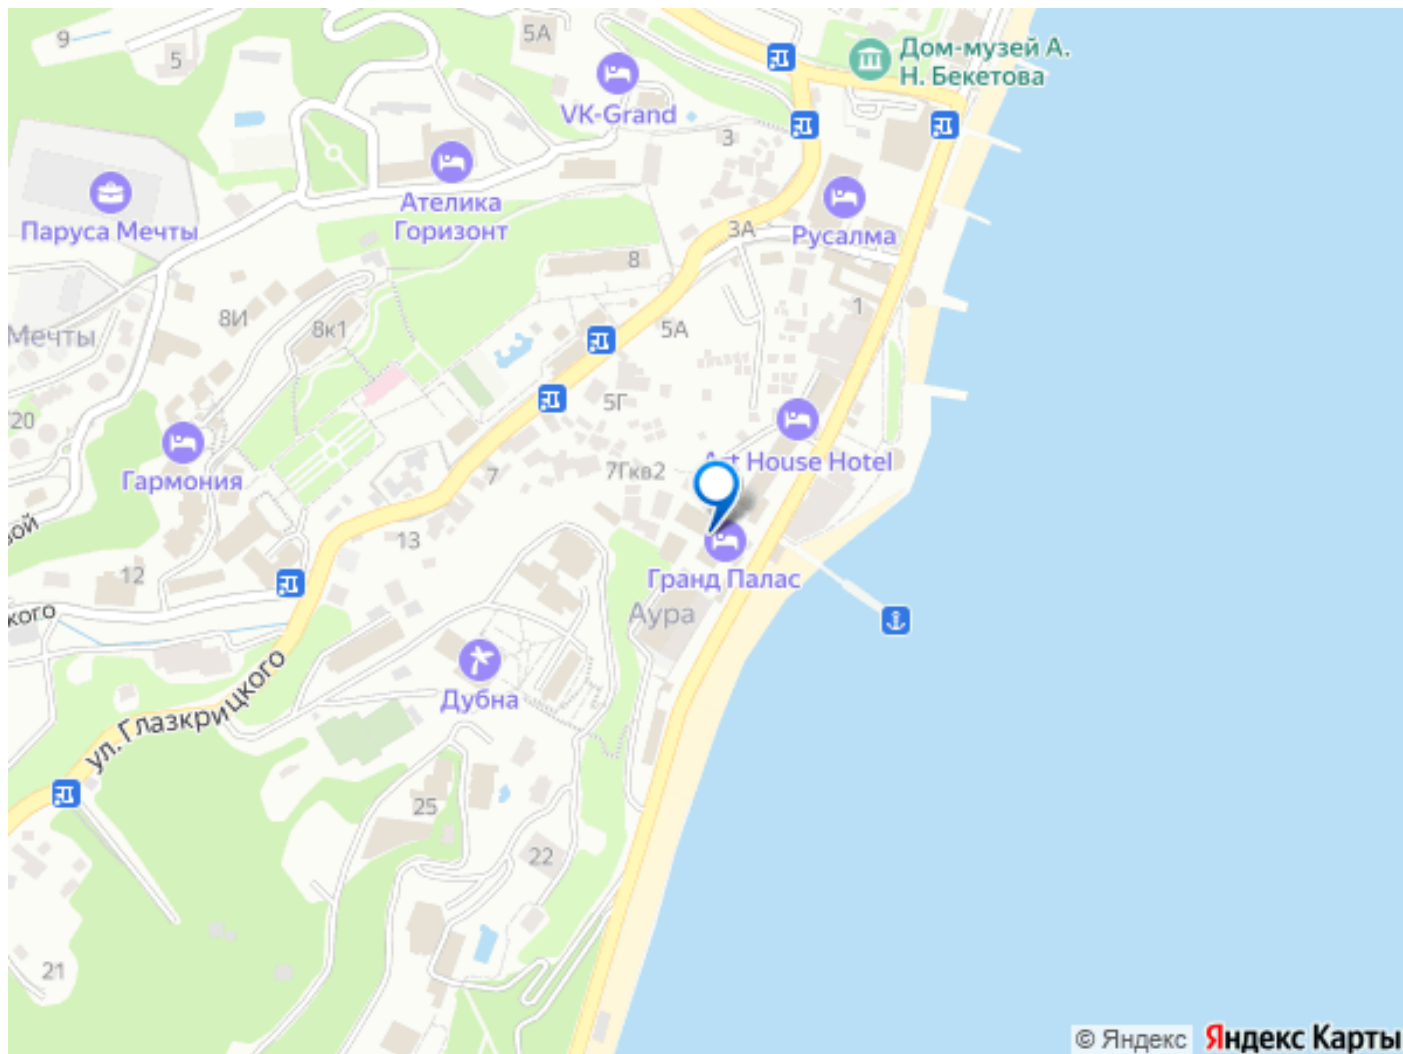 9
5
5А
Дом-музей А.
Н. Бекетова
VK-Grand
3
Ателика
Горизонт
Паруса Мечты
3А
Русалма
8
8И
8к1
5А
1
Мечты
20
5Г
Гармония
7
7Гкв2
Art House Hotel
вой
13
12
Гранд Палас
кого
Аура
Дубна
ул. Глазкрицкого
25
22
21
© Яндекс
Яндекс Карты